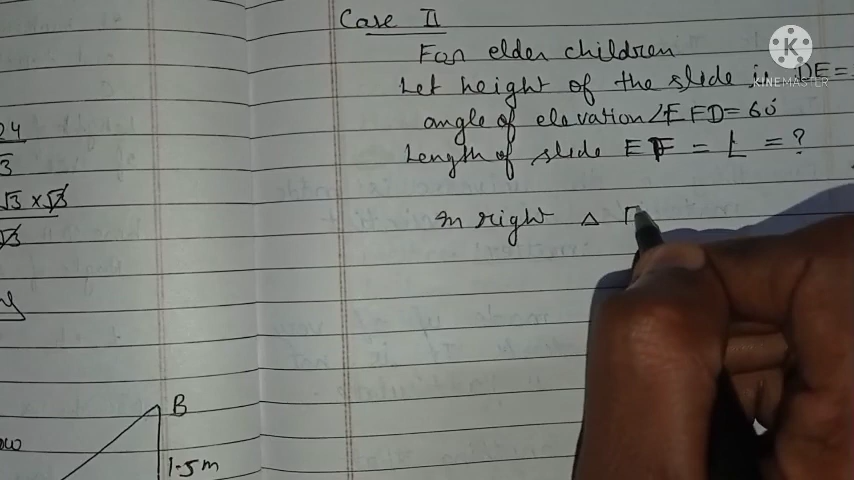 Case II
For elder children
Let height of the slide is DE=
angle of elevation ∠EFD=60°
Length of slide EF = L = ?
In right Δ
24
√3
√3 x √3
√3
B
1.5m
K
KINEMASTER